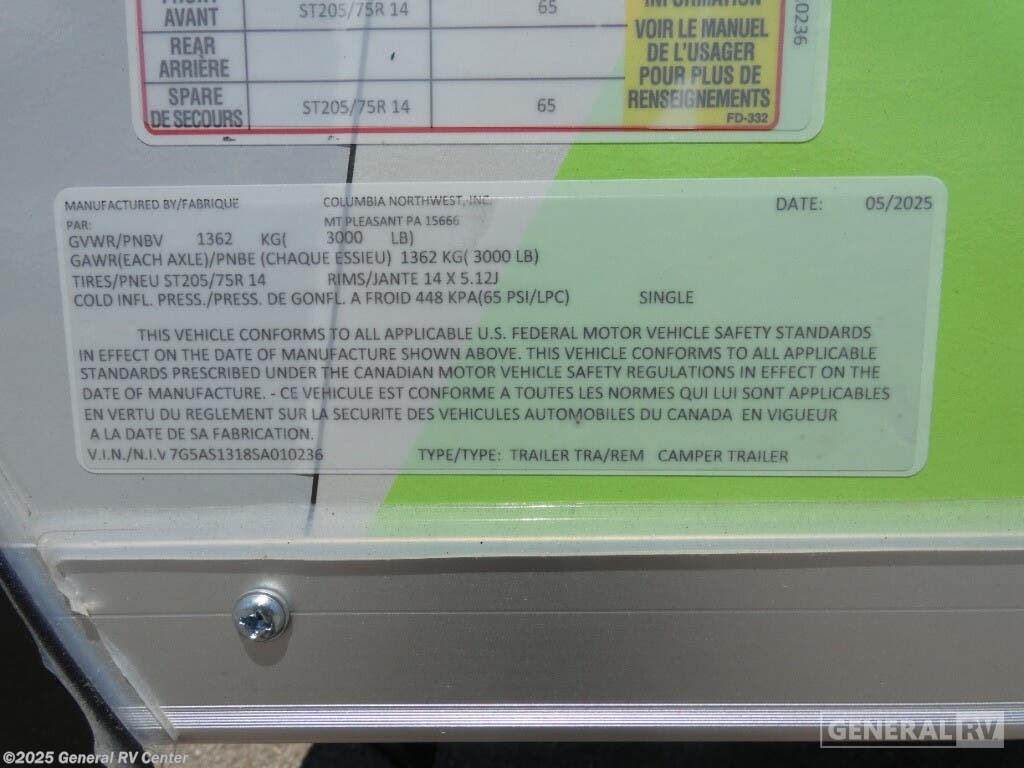 AVANT ST205/75R 14 65
REAR
ARRIÈRE
SPARE
DE SECOURS ST205/75R 14 65
VOIR LE MANUEL
DE L'USAGER
POUR PLUS DE
RENSEIGNEMENTS
FD-332
0236
MANUFACTURED BY/FABRIQUE COLUMBIA NORTHWEST, INC. DATE: 05/2025
PAR: MT PLEASANT PA 15666
GVWR/PNBV 1362 KG( 3000 LB)
GAWR(EACH AXLE)/PNBE (CHAQUE ESSIEU) 1362 KG( 3000 LB)
TIRES/PNEU ST205/75R 14 RIMS/JANTE 14 X 5.12J
COLD INFL. PRESS./PRESS. DE GONFL. A FROID 448 KPA(65 PSI/LPC) SINGLE
THIS VEHICLE CONFORMS TO ALL APPLICABLE U.S. FEDERAL MOTOR VEHICLE SAFETY STANDARDS
IN EFFECT ON THE DATE OF MANUFACTURE SHOWN ABOVE. THIS VEHICLE CONFORMS TO ALL APPLICABLE
STANDARDS PRESCRIBED UNDER THE CANADIAN MOTOR VEHICLE SAFETY REGULATIONS IN EFFECT ON THE
DATE OF MANUFACTURE. - CE VEHICULE EST CONFORME A TOUTES LES NORMES QUI LUI SONT APPLICABLES
EN VERTU DU REGLEMENT SUR LA SECURITE DES VEHICULES AUTOMOBILES DU CANADA EN VIGUEUR
A LA DATE DE SA FABRICATION.
V.I.N./N.I.V 7G5AS1318SA010236 TYPE/TYPE: TRAILER TRA/REM CAMPER TRAILER
GENERAL RV
©2025 General RV Center